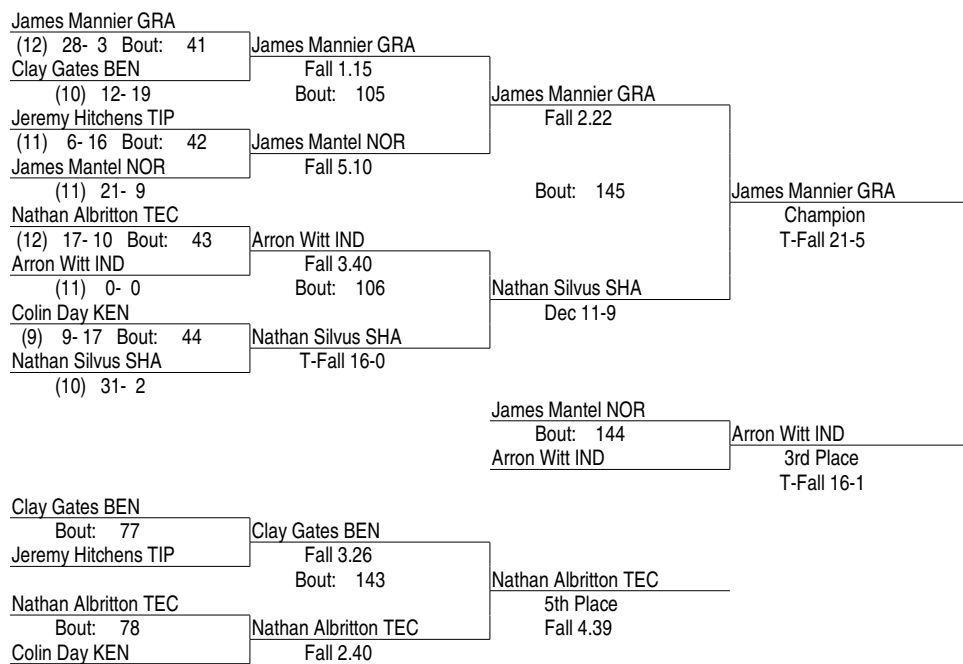 James Mannier GRA
(12) 28- 3 Bout: 41
James Mannier GRA
Clay Gates BEN
Fall 1.15
(10) 12- 19
Bout: 105
James Mannier GRA
Jeremy Hitchens TIP
Fall 2.22
(11) 6- 16 Bout: 42
James Mantel NOR
James Mantel NOR
Fall 5.10
(11) 21- 9
Bout: 145
James Mannier GRA
Nathan Albritton TEC
Champion
(12) 17- 10 Bout: 43
Arron Witt IND
T-Fall 21-5
Arron Witt IND
Fall 3.40
(11) 0- 0
Bout: 106
Nathan Silvus SHA
Colin Day KEN
Dec 11-9
(9) 9- 17 Bout: 44
Nathan Silvus SHA
Nathan Silvus SHA
T-Fall 16-0
(10) 31- 2
James Mantel NOR
Bout: 144
Arron Witt IND
Arron Witt IND
3rd Place
T-Fall 16-1
Clay Gates BEN
Bout: 77
Clay Gates BEN
Jeremy Hitchens TIP
Fall 3.26
Bout: 143
Nathan Albritton TEC
Nathan Albritton TEC
5th Place
Bout: 78
Nathan Albritton TEC
Fall 4.39
Colin Day KEN
Fall 2.40